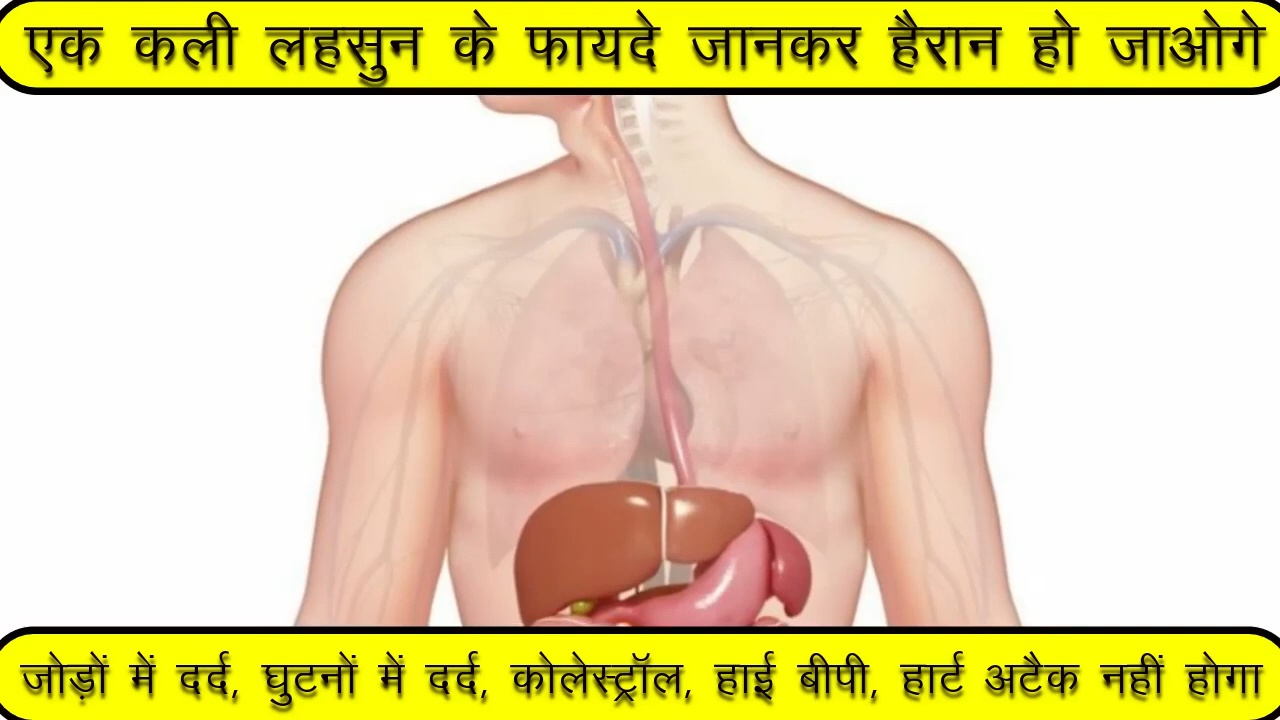 एक कली लहसुन के फायदे जानकर हैरान हो जाओगे
जोड़ों में दर्द, घुटनों में दर्द, कोलेस्ट्रॉल, हाई बीपी, हार्ट अटैक नहीं होगा